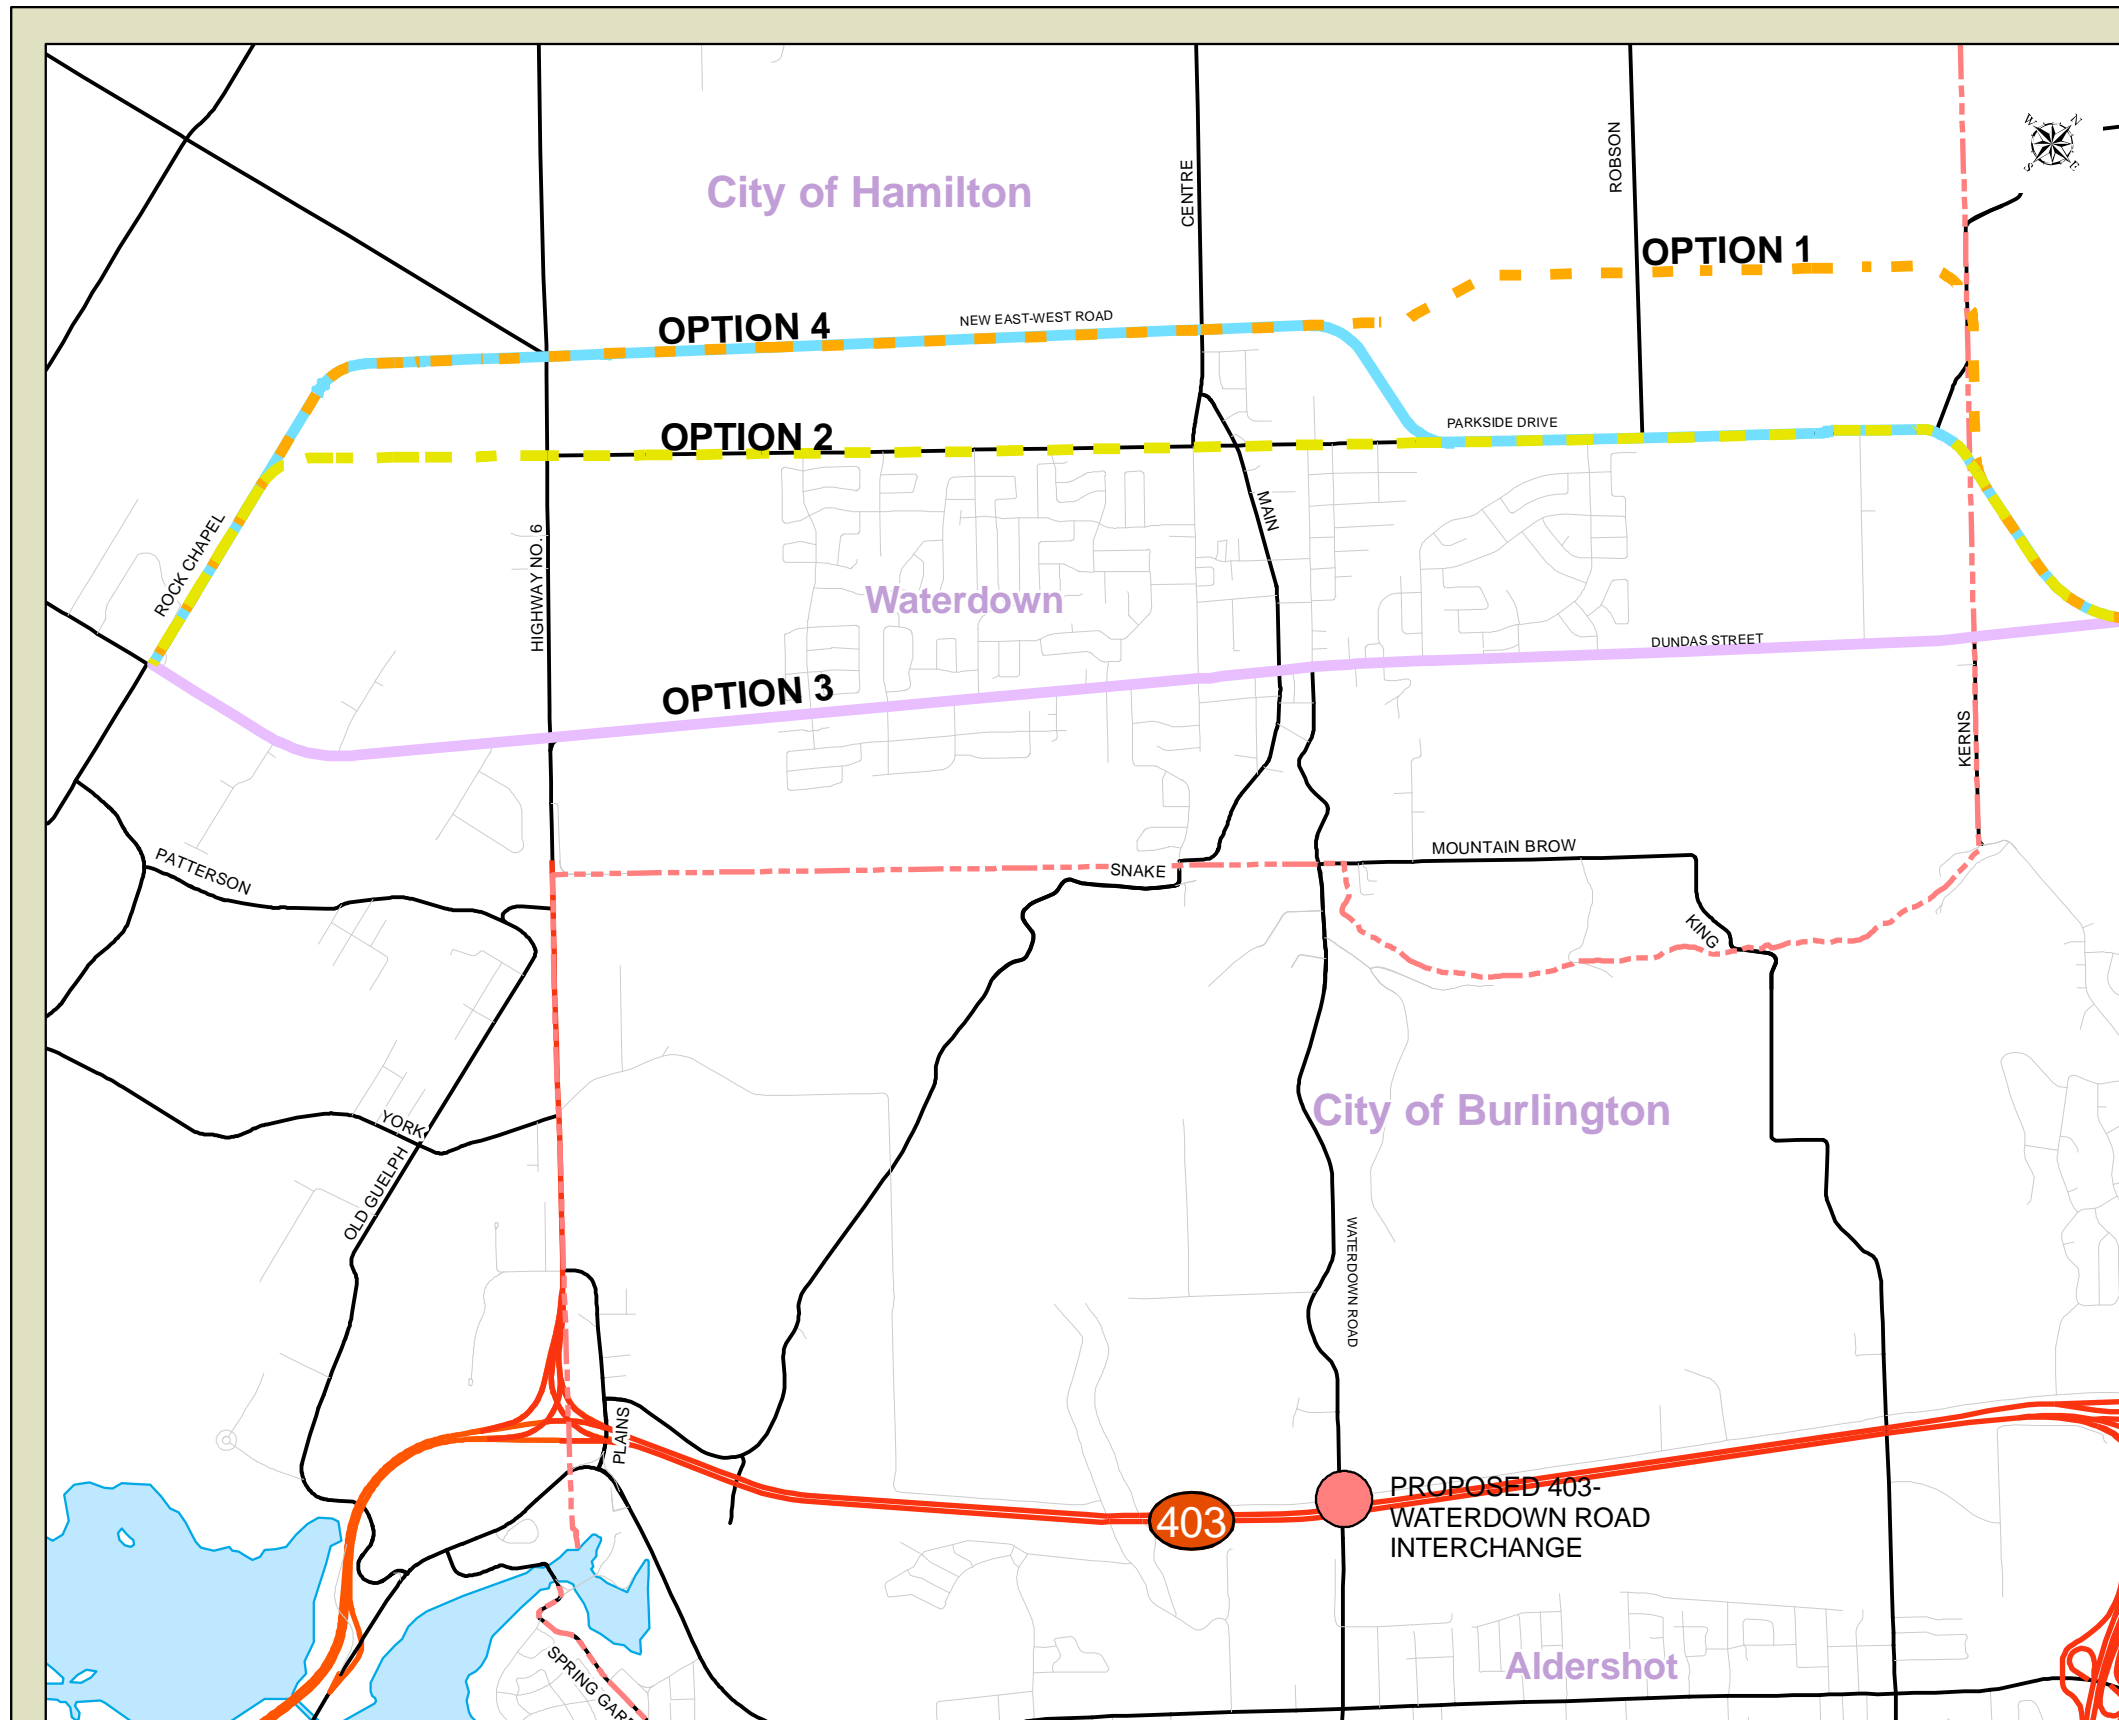 W N
S E
ROBSON
CENTRE
City of Hamilton
OPTION 1
OPTION 4
NEW EAST-WEST ROAD
OPTION 2
PARKSIDE DRIVE
MAIN
ROCK CHAPEL
HIGHWAY NO. 6
Waterdown
DUNDAS STREET
OPTION 3
KERNS
PATTERSON
SNAKE
MOUNTAIN BROW
KING
City of Burlington
YORK
OLD GUELPH
WATERDOWN ROAD
PLAINS
403
PROPOSED 403-
WATERDOWN ROAD
INTERCHANGE
Aldershot
SPRING GAR